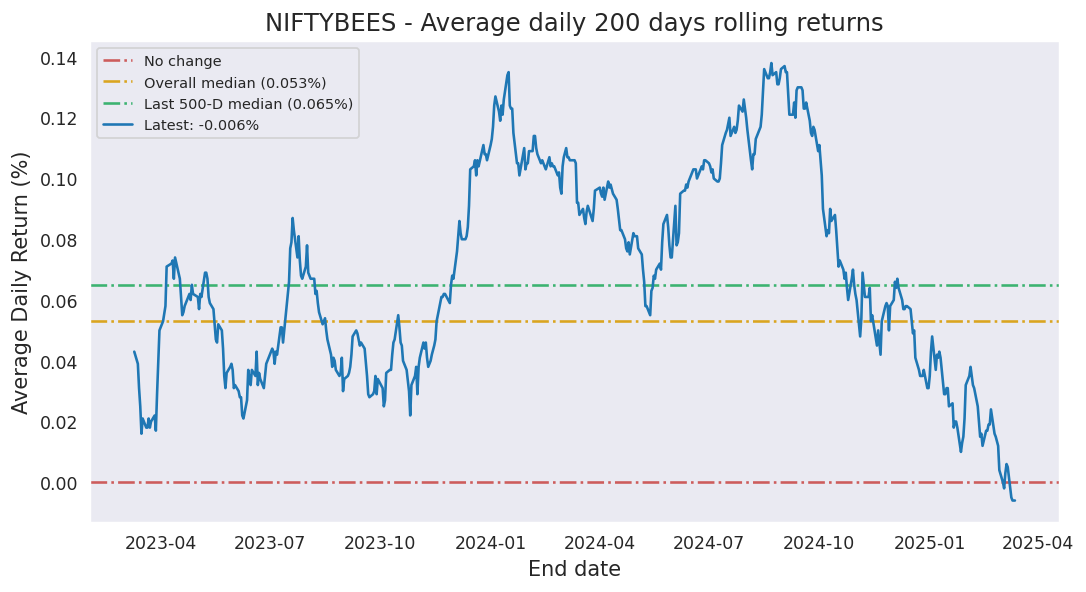 NIFTYBEES - Average daily 200 days rolling returns
No change
Overall median (0.053%)
Last 500-D median (0.065%)
Latest: -0.006%
Average Daily Return (%)
0.14
0.12
0.10
0.08
0.06
0.04
0.02
0.00
2023-04 2023-07 2023-10 2024-01 2024-04 2024-07 2024-10 2025-01 2025-04
End date